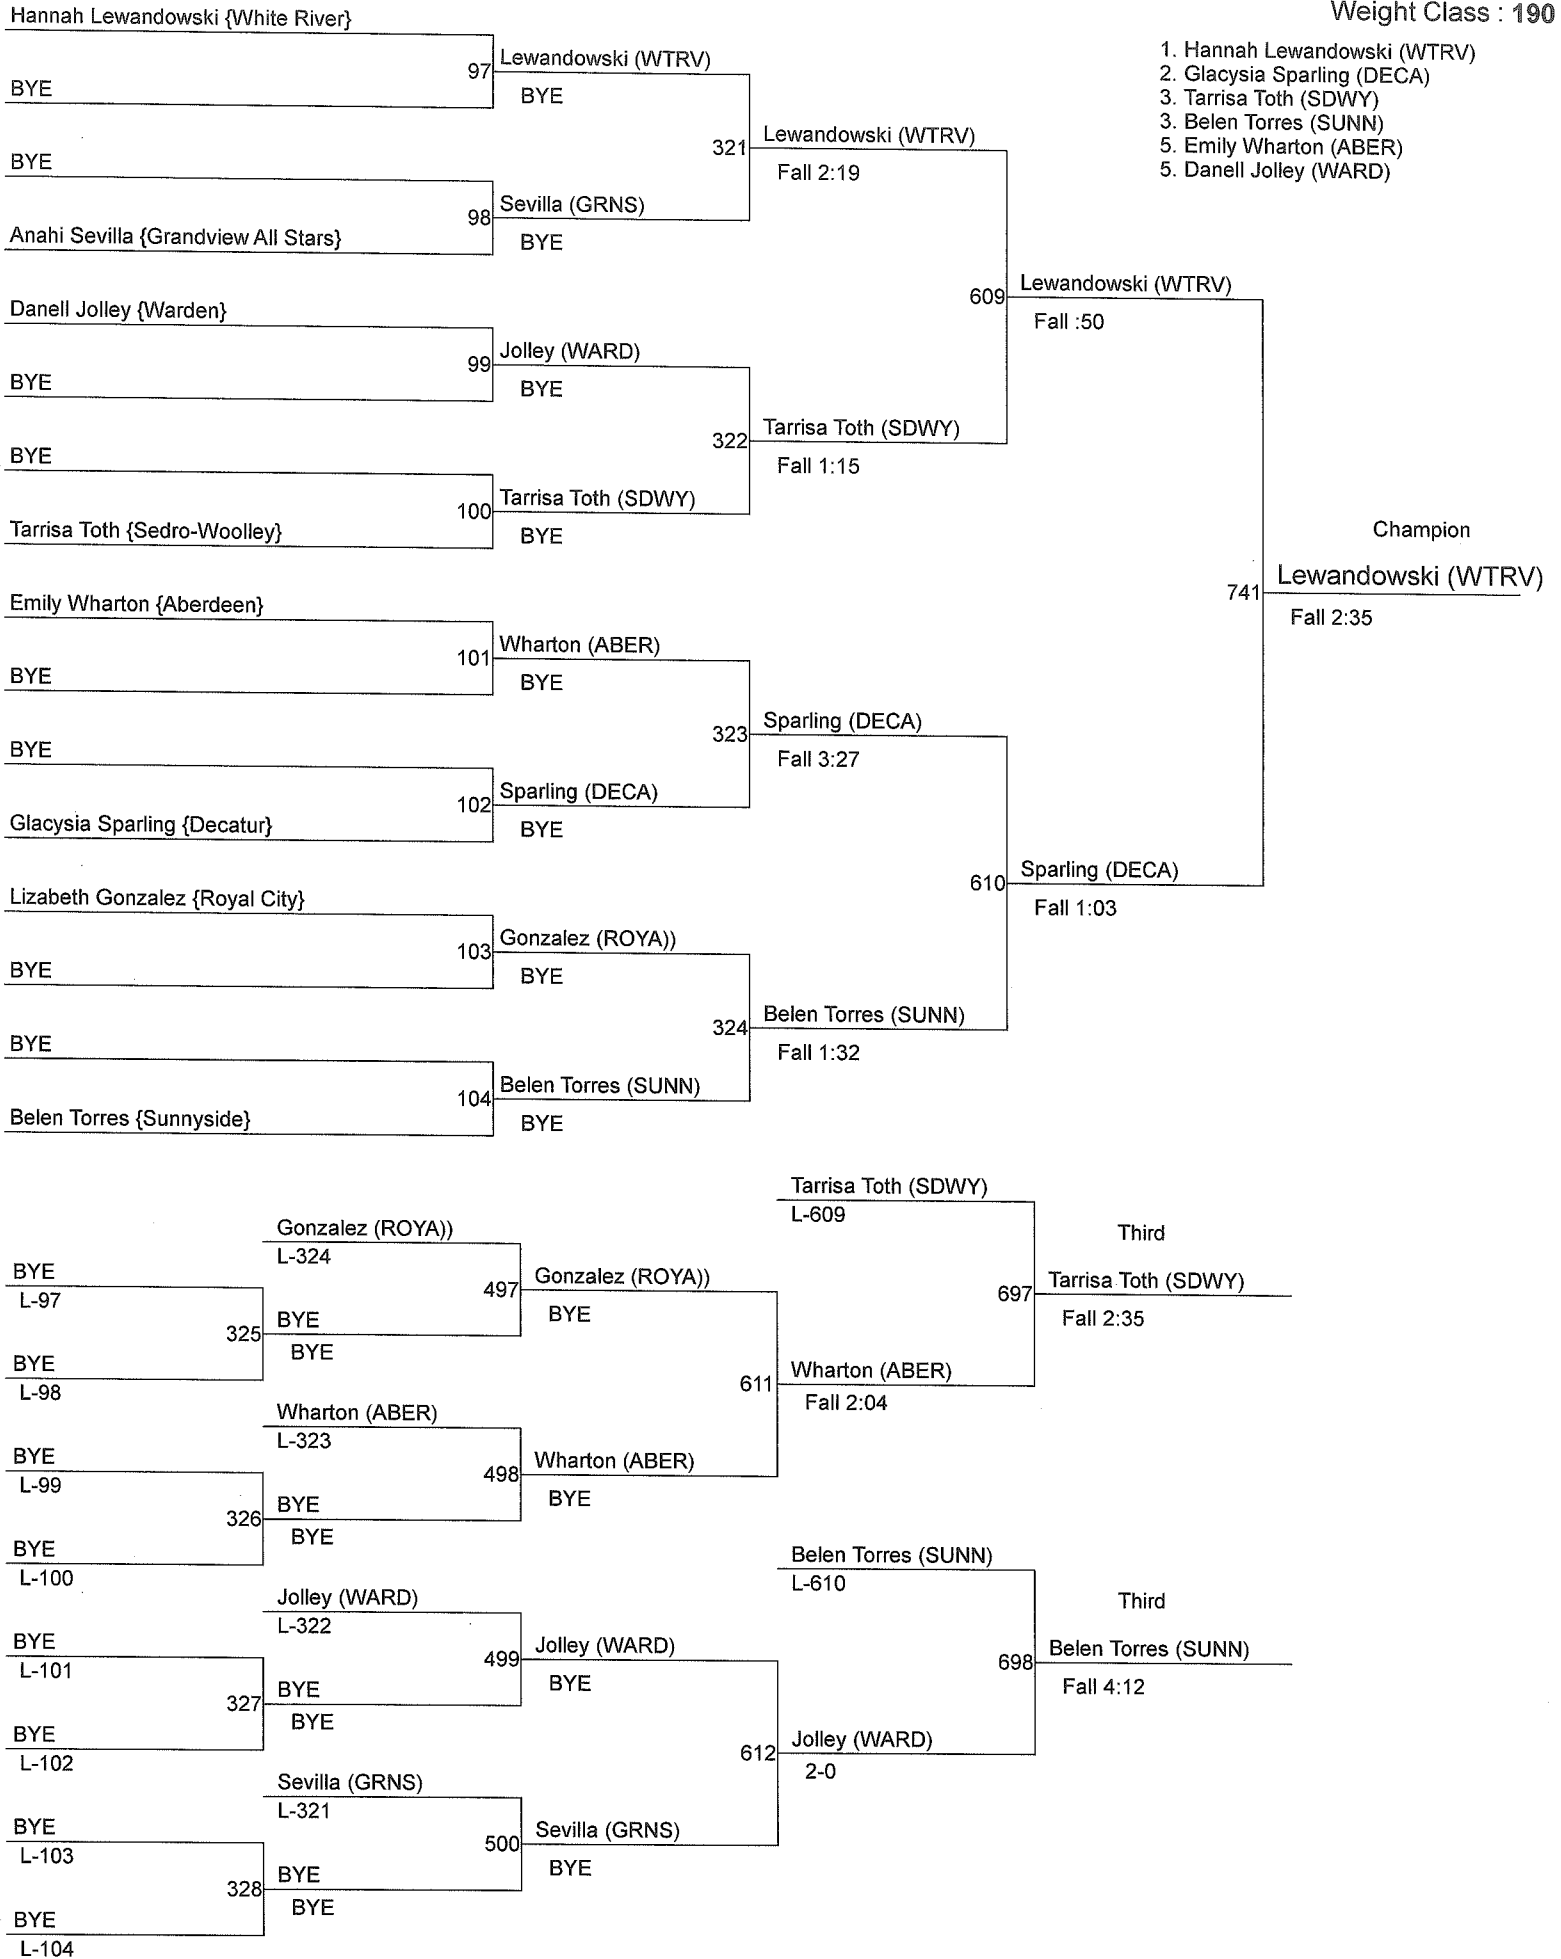 Weight Class : 190
1. Hannah Lewandowski (WTRV)
2. Glacysia Sparling (DECA)
3. Tarrisa Toth (SDWY)
3. Belen Torres (SUNN)
5. Emily Wharton (ABER)
5. Danell Jolley (WARD)
Hannah Lewandowski {White River}
97
BYE
Lewandowski (WTRV)
BYE
321
BYE
98
Anahi Sevilla {Grandview All Stars}
Sevilla (GRNS)
BYE
Lewandowski (WTRV)
Fall 2:19
609
Danell Jolley {Warden}
99
BYE
Jolley (WARD)
BYE
322
BYE
100
Tarrisa Toth {Sedro-Woolley}
Tarrisa Toth (SDWY)
BYE
Tarrisa Toth (SDWY)
Fall 1:15
Lewandowski (WTRV)
Fall :50
741
Champion
Lewandowski (WTRV)
Fall 2:35
Emily Wharton {Aberdeen}
101
BYE
Wharton (ABER)
BYE
323
BYE
102
Glacysia Sparling {Decatur}
Sparling (DECA)
BYE
Sparling (DECA)
Fall 3:27
610
Lizabeth Gonzalez {Royal City}
103
BYE
Gonzalez (ROYA))
BYE
324
BYE
104
Belen Torres {Sunnyside}
Belen Torres (SUNN)
BYE
Belen Torres (SUNN)
Fall 1:32
Sparling (DECA)
Fall 1:03
BYE
L-97
325
BYE
L-98
Gonzalez (ROYA))
L-324
497
BYE
BYE
Gonzalez (ROYA))
BYE
611
BYE
L-99
326
BYE
L-100
Wharton (ABER)
L-323
498
BYE
BYE
Wharton (ABER)
BYE
Tarrisa Toth (SDWY)
L-609
697
Wharton (ABER)
Fall 2:04
Third
Tarrisa Toth (SDWY)
Fall 2:35
BYE
L-101
327
BYE
L-102
Jolley (WARD)
L-322
499
BYE
BYE
Jolley (WARD)
BYE
612
BYE
L-103
328
BYE
L-104
Sevilla (GRNS)
L-321
500
BYE
BYE
Sevilla (GRNS)
BYE
Belen Torres (SUNN)
L-610
698
Jolley (WARD)
2-0
Third
Belen Torres (SUNN)
Fall 4:12